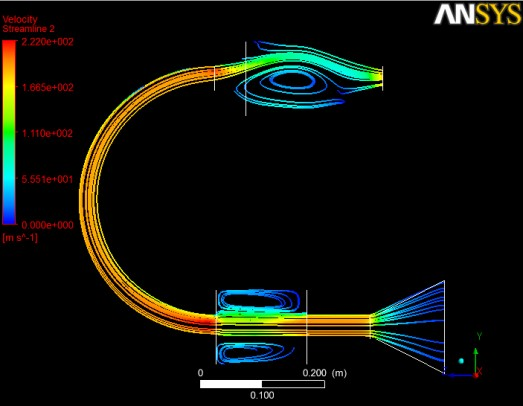 ANSYS
Velocity
Streamline 2
2.220e+002
1.665e+002
1.110e+002
5.551e+001
0.000e+000
[m s^-1]
Y
X
0 0.200 (m)
0.100